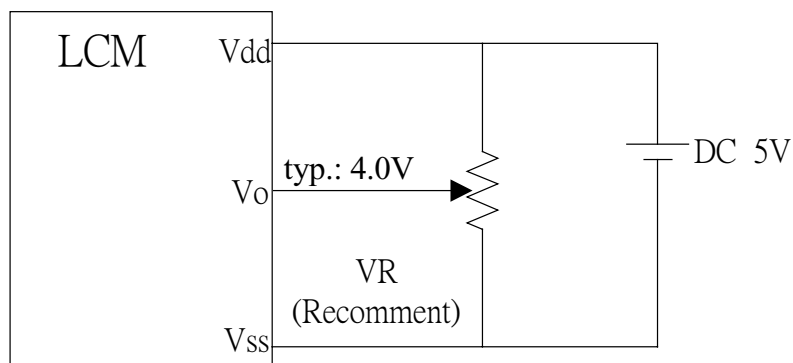 LCM
Vdd
typ.: 4.0V
Vo
DC 5V
VR
(Recomment)
Vss